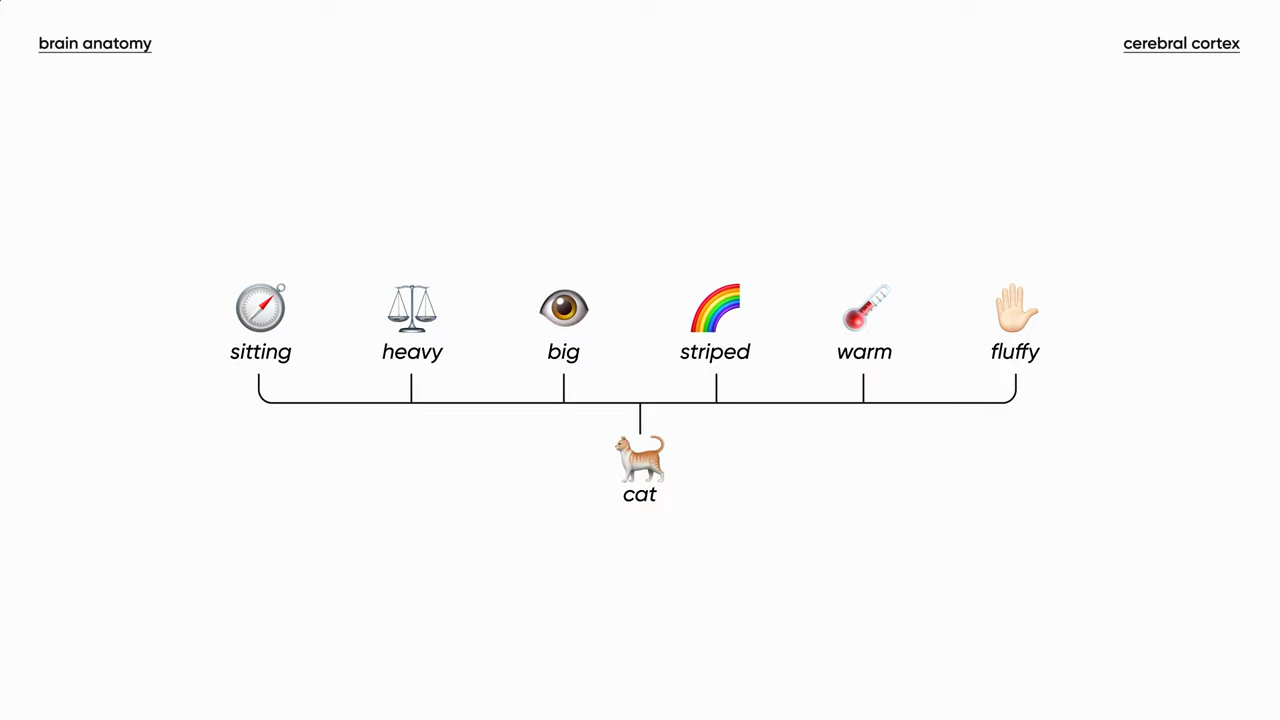 brain anatomy
cerebral cortex
sitting
heavy
big
striped
warm
fluffy
cat